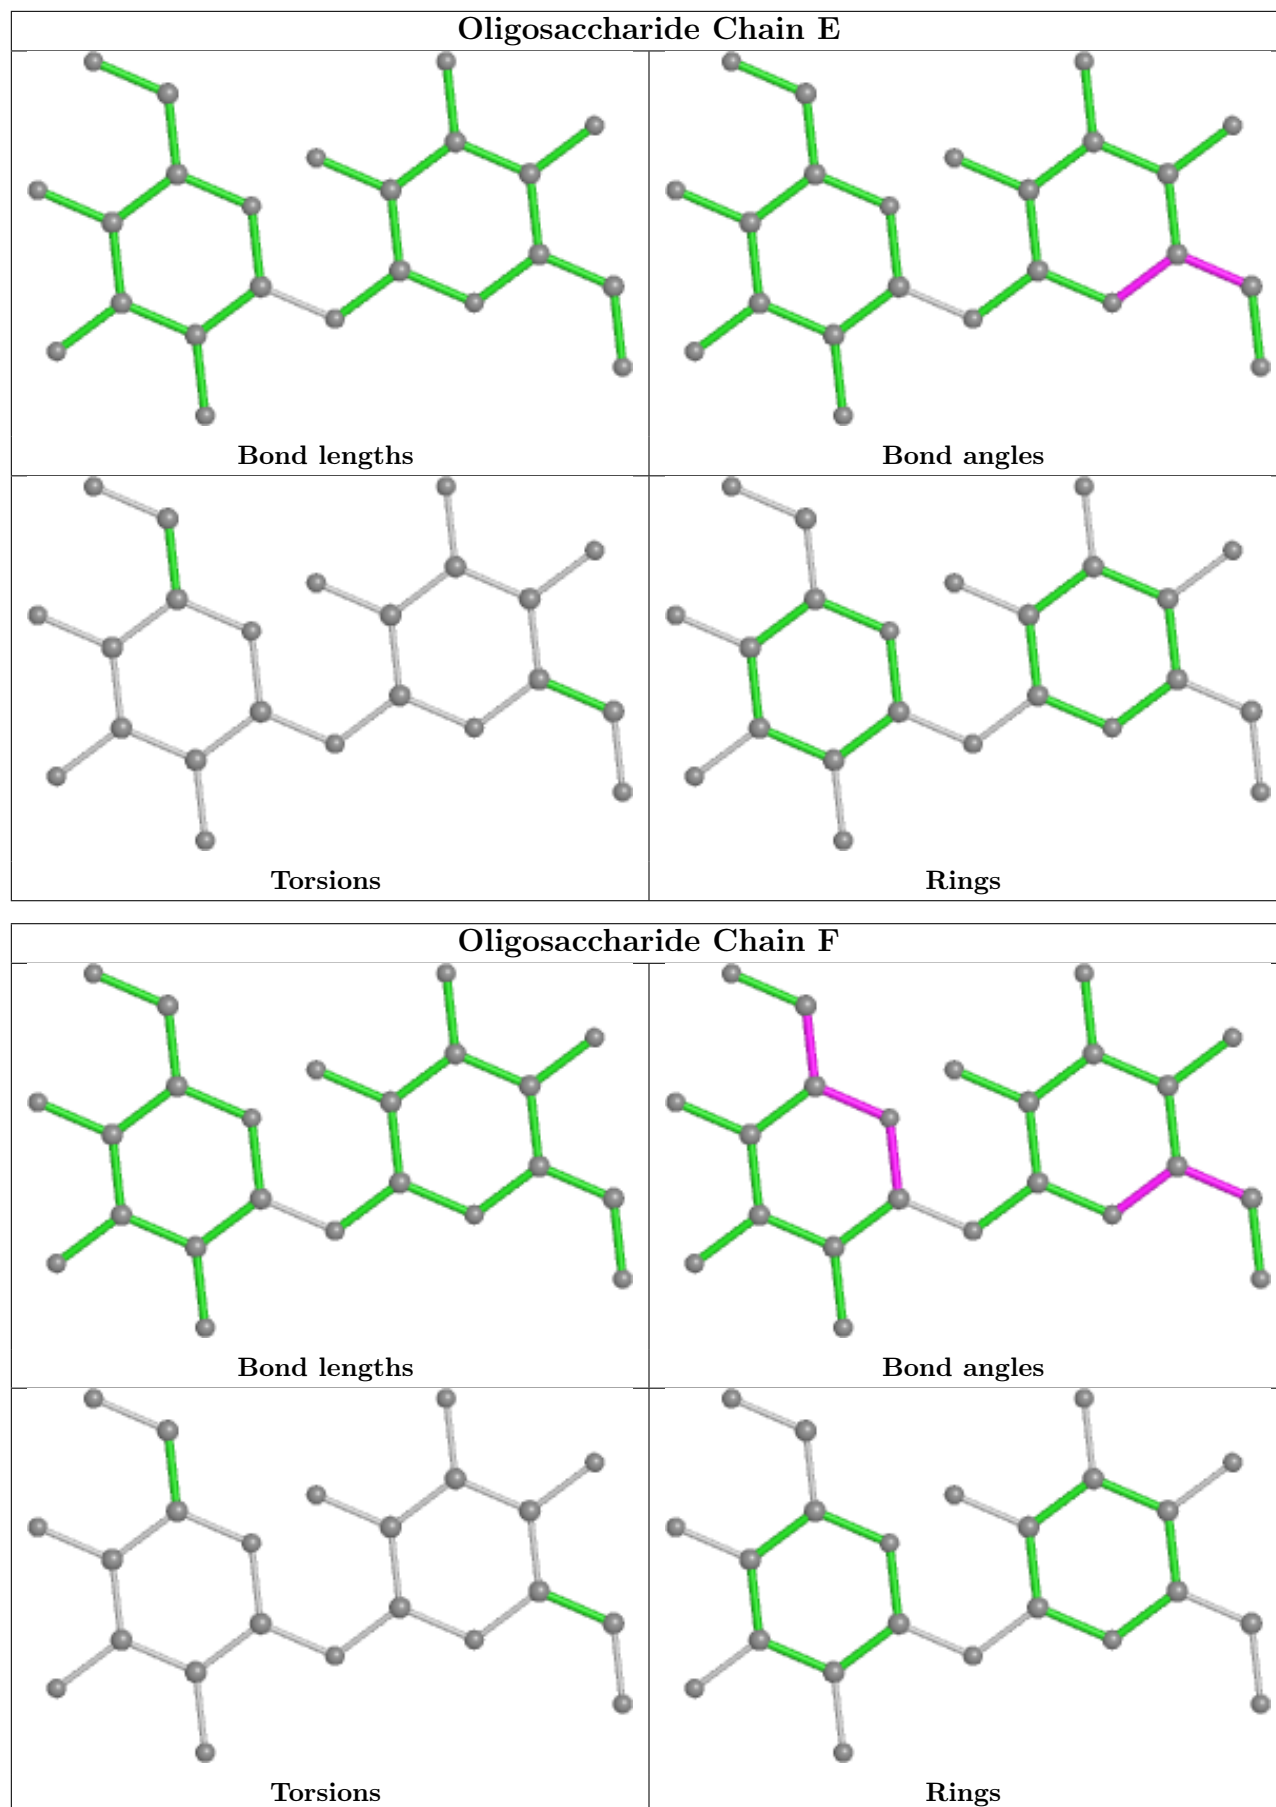 Oligosaccharide Chain E
Bond lengths
Bond angles
Torsions
Rings
Oligosaccharide Chain F
Bond lengths
Bond angles
Torsions
Rings